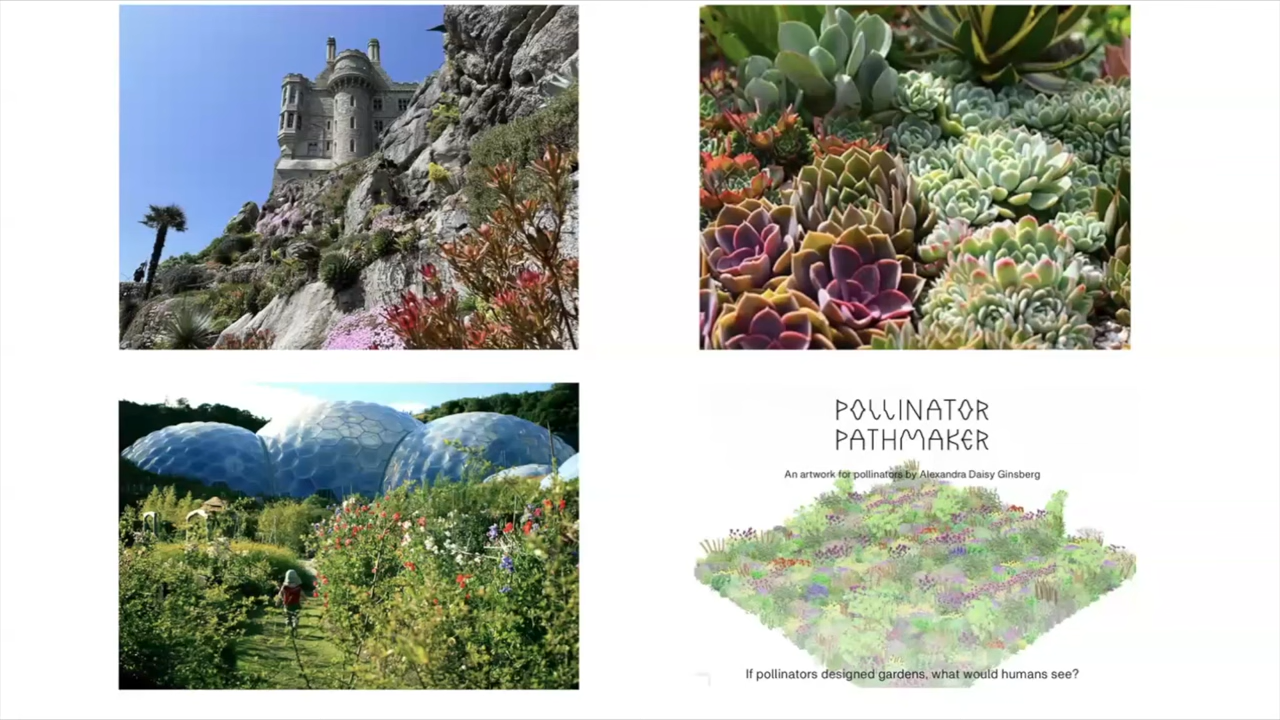 POLLINATOR
PATHMAKER
An artwork for pollinators by Alexandra Daisy Ginsberg
If pollinators designed gardens, what would humans see?